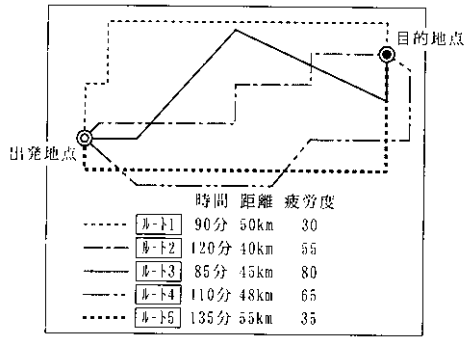 目的地点
出発地点
時間 距離 疲労度
ルート1 90分 50km 30
ルート2 120分 40km 55
ルート3 85分 45km 80
ルート4 110分 48km 65
ルート5 135分 55km 35